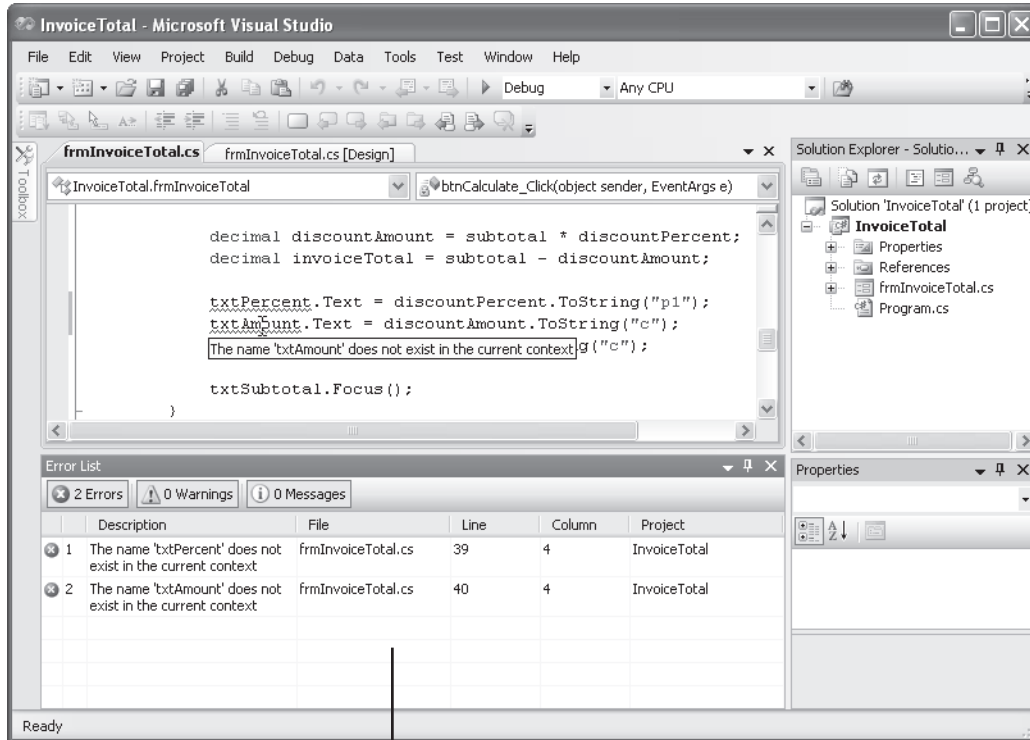 InvoiceTotal - Microsoft Visual Studio
File Edit View Project Build Debug Data Tools Test Window Help
Debug Any CPU
frmInvoiceTotal.cs frmInvoiceTotal.cs [Design]
Toolbox
InvoiceTotal.frmInvoiceTotal btnCalculate_Click(object sender, EventArgs e)
decimal discountAmount = subtotal * discountPercent;
decimal invoiceTotal = subtotal - discountAmount;
txtPercent.Text = discountPercent.ToString("p1");
txtAmount.Text = discountAmount.ToString("c");
The name 'txtAmount' does not exist in the current context g("c");
txtSubtotal.Focus();
}
Solution Explorer - Solutio...
Solution 'InvoiceTotal' (1 project)
InvoiceTotal
Properties
References
frmInvoiceTotal.cs
Program.cs
Error List
2 Errors 0 Warnings 0 Messages
Description File Line Column Project
1 The name 'txtPercent' does not frmInvoiceTotal.cs 39 4 InvoiceTotal
exist in the current context
2 The name 'txtAmount' does not frmInvoiceTotal.cs 40 4 InvoiceTotal
exist in the current context
Properties
Ready